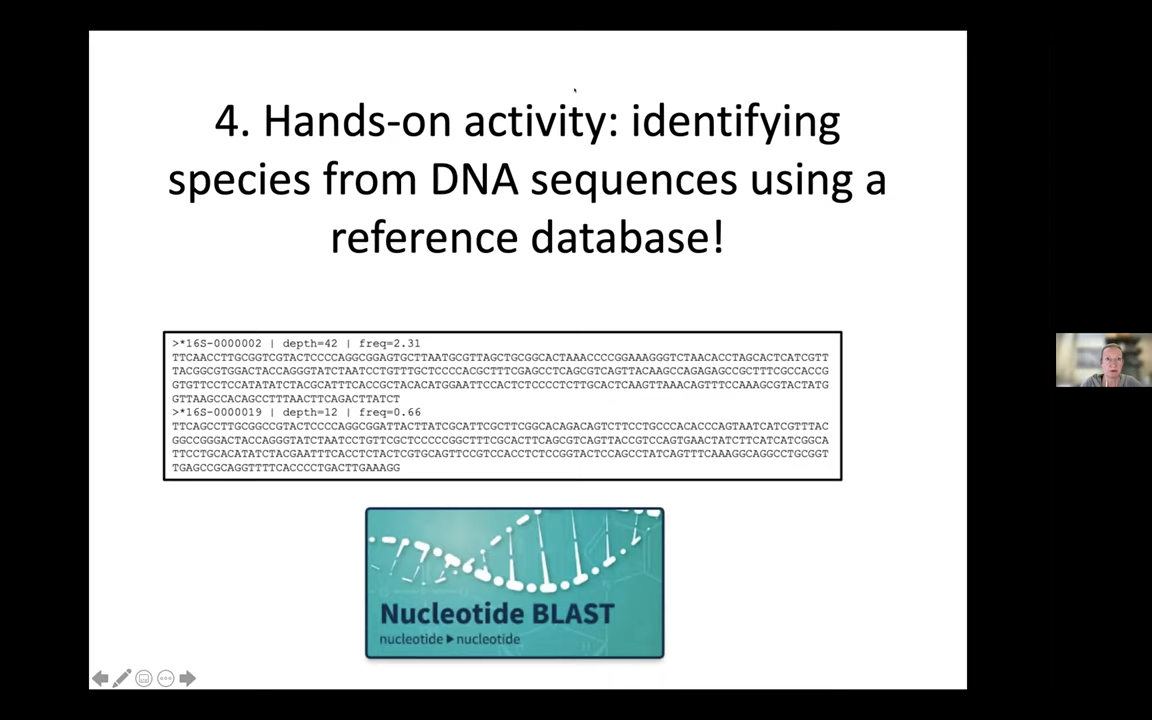 4. Hands-on activity: identifying
species from DNA sequences using a
reference database!
>*16S-0000002 | depth=42 | freq=2.31
TTCAACCTTGCGGTCGTACTCCCCAGGCGGAGTGCTTAATGCGTTAGCTGCGGCACTAAACCCCGGAAAGGGTCTAACACCTAGCACTCATCGTT
TACGGCGTGGACTACCAGGGTATCTAATCCTGTTTGCTCCCCACGCTTTCGAGCCTCAGCGTCAGTTACAAGCCAGAGAGCCGCTTTCGCCACCG
GTGTTCCTCCATATATCTACGCATTTCACCGCTACACATGGAATTCCACTCTCCCCTCTTGCACTCAAGTTAAACAGTTTCCAAAGCGTACTATG
GTTAAGCCACAGCCTTTAACTTCAGACTTATCT
>*16S-0000019 | depth=12 | freq=0.66
TTCAGCCTTGCGGCCGTACTCCCCAGGCGGATTACTTATCGCATTCGCTTCGGCACAGACAGTCTTCCTGCCCACACCCAGTAATCATCGTTTAC
GGCCGGGACTACCAGGGTATCTAATCCTGTTCGCTCCCCCGGCTTTCGCACTTCAGCGTCAGTTACCGTCCAGTGAACTATCTTCATCATCGGCA
TTCCTGCACATATCTACGAATTTCACCTCTACTCGTGCAGTTCCGTCCACCTCTCCGGTACTCCAGCCTATCAGTTTCAAAGGCAGGCCTGCGGT
TGAGCCGCAGGTTTTCACCCCTGACTTGAAAGG
Nucleotide BLAST
nucleotide ▶ nucleotide